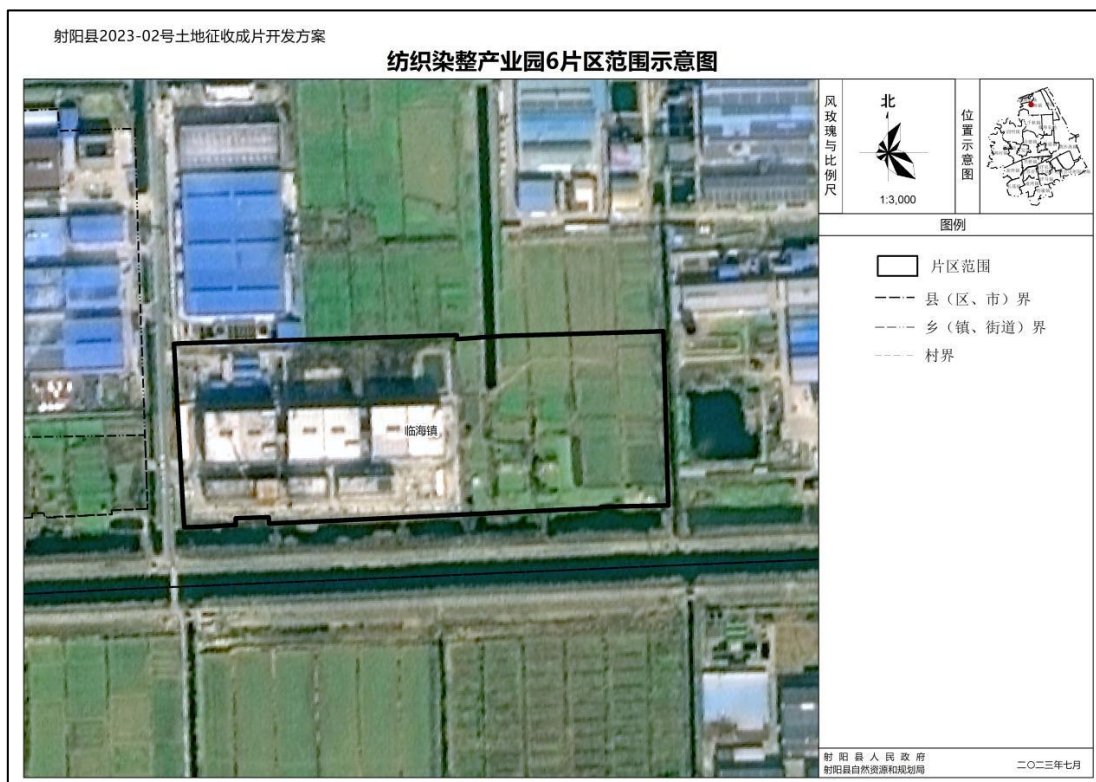 射阳县2023-02号土地征收成片开发方案
纺织染整产业园6片区范围示意图
风玫瑰与比例尺
北
1:3,000
位置示意图
图例
片区范围
县（区、市）界
乡（镇、街道）界
村界
临海镇
射阳县人民政府
射阳县自然资源和规划局
二〇二三年七月